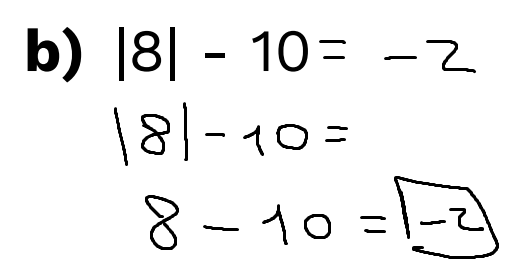 b) |8| - 10 = -2
|8| - 10 =
8 - 10 = -2